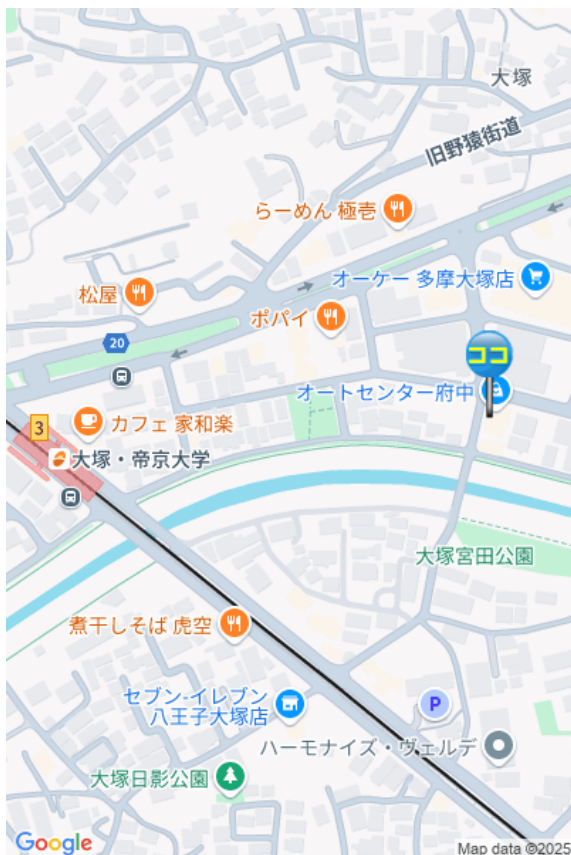 大塚
旧野猿街道
らーめん 極壱
オーケー 多摩大塚店
松屋
ポパイ
20
ココ
オートセンター府中
カフェ 家和楽
3
大塚・帝京大学
大塚宮田公園
煮干しそば 虎空
セブン-イレブン
八王子大塚店
P
ハーモナイズ・ヴェルデ
大塚日影公園
Google
Map data ©2025